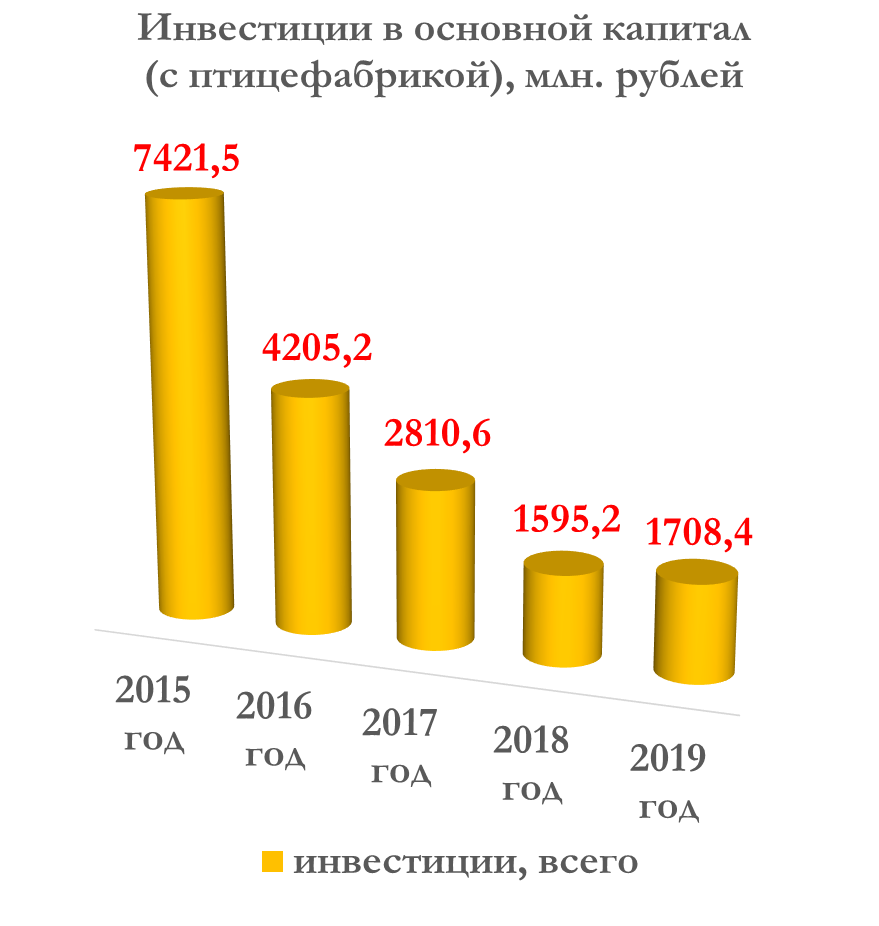 Инвестиции в основной капитал
(с птицефабрикой), млн. рублей
7421,5
4205,2
2810,6
1595,2
1708,4
2015
год
2016
год
2017
год
2018
год
2019
год
инвестиции, всего